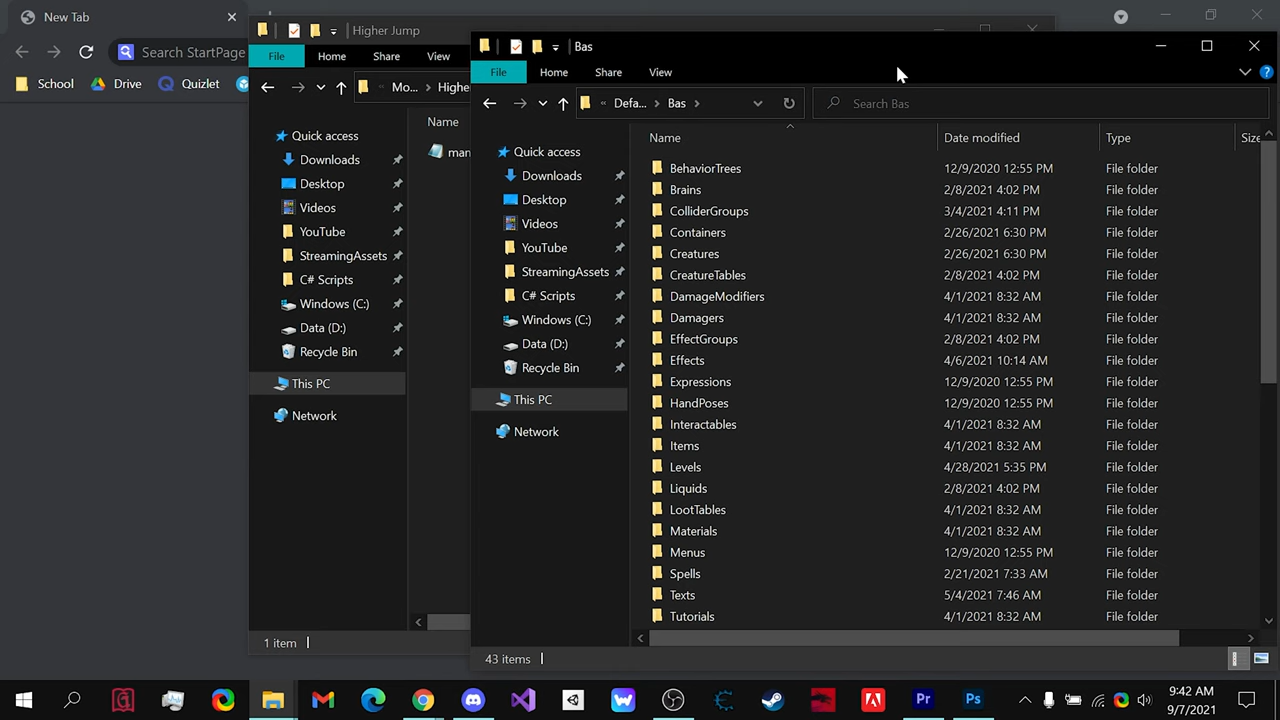 New Tab
Search StartPage
School
Drive
Quizlet
Higher Jump
File
Home
Share
View
Mo...
Highe
Name
man
Quick access
Downloads
Desktop
Videos
YouTube
StreamingAssets
C# Scripts
Windows (C:)
Data (D:)
Recycle Bin
This PC
Network
1 item
Bas
File
Home
Share
View
Defa...
Bas
Search Bas
Quick access
Downloads
Desktop
Videos
YouTube
StreamingAssets
C# Scripts
Windows (C:)
Data (D:)
Recycle Bin
This PC
Network
Name Date modified Type Size
BehaviorTrees 12/9/2020 12:55 PM File folder
Brains 2/8/2021 4:02 PM File folder
ColliderGroups 3/4/2021 4:11 PM File folder
Containers 2/26/2021 6:30 PM File folder
Creatures 2/26/2021 6:30 PM File folder
CreatureTables 2/8/2021 4:02 PM File folder
DamageModifiers 4/1/2021 8:32 AM File folder
Damagers 4/1/2021 8:32 AM File folder
EffectGroups 2/8/2021 4:02 PM File folder
Effects 4/6/2021 10:14 AM File folder
Expressions 12/9/2020 12:55 PM File folder
HandPoses 12/9/2020 12:55 PM File folder
Interactables 4/1/2021 8:32 AM File folder
Items 4/1/2021 8:32 AM File folder
Levels 4/28/2021 5:35 PM File folder
Liquids 2/8/2021 4:02 PM File folder
LootTables 4/1/2021 8:32 AM File folder
Materials 4/1/2021 8:32 AM File folder
Menus 12/9/2020 12:55 PM File folder
Spells 2/21/2021 7:33 AM File folder
Texts 5/4/2021 7:46 AM File folder
Tutorials 4/1/2021 8:32 AM File folder
43 items
Pr
Ps
9:42 AM
9/7/2021